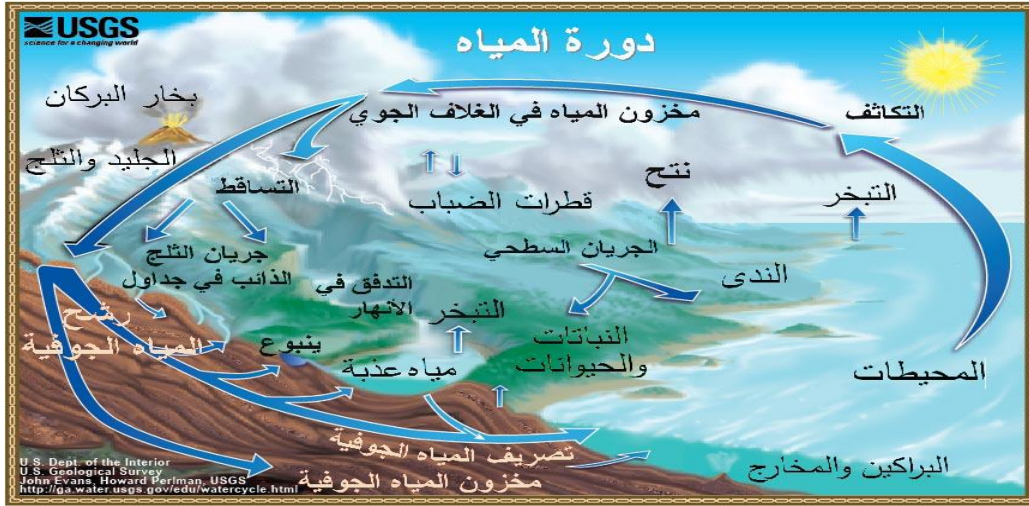 USGS
science for a changing world
دورة المياه
بخار البركان
التكاثف
مخزون المياه في الغلاف الجوي
الجليد والثلج
نتح
التساقط
قطرات الضباب
التبخر
الجريان السطحي
جريان الثلج
الذائب في جداول
الندى
التدفق في
الأنهار
التبخر
رشح
المياه الجوفية
ينبوع
النباتات
والحيوانات
مياه عذبة
المحيطات
تصريف المياه الجوفية
مخزون المياه الجوفية
البراكين والمخارج
U.S. Dept. of the Interior
U.S. Geological Survey
John Evans, Howard Perlman, USGS
http://ga.water.usgs.gov/edu/watercycle.html